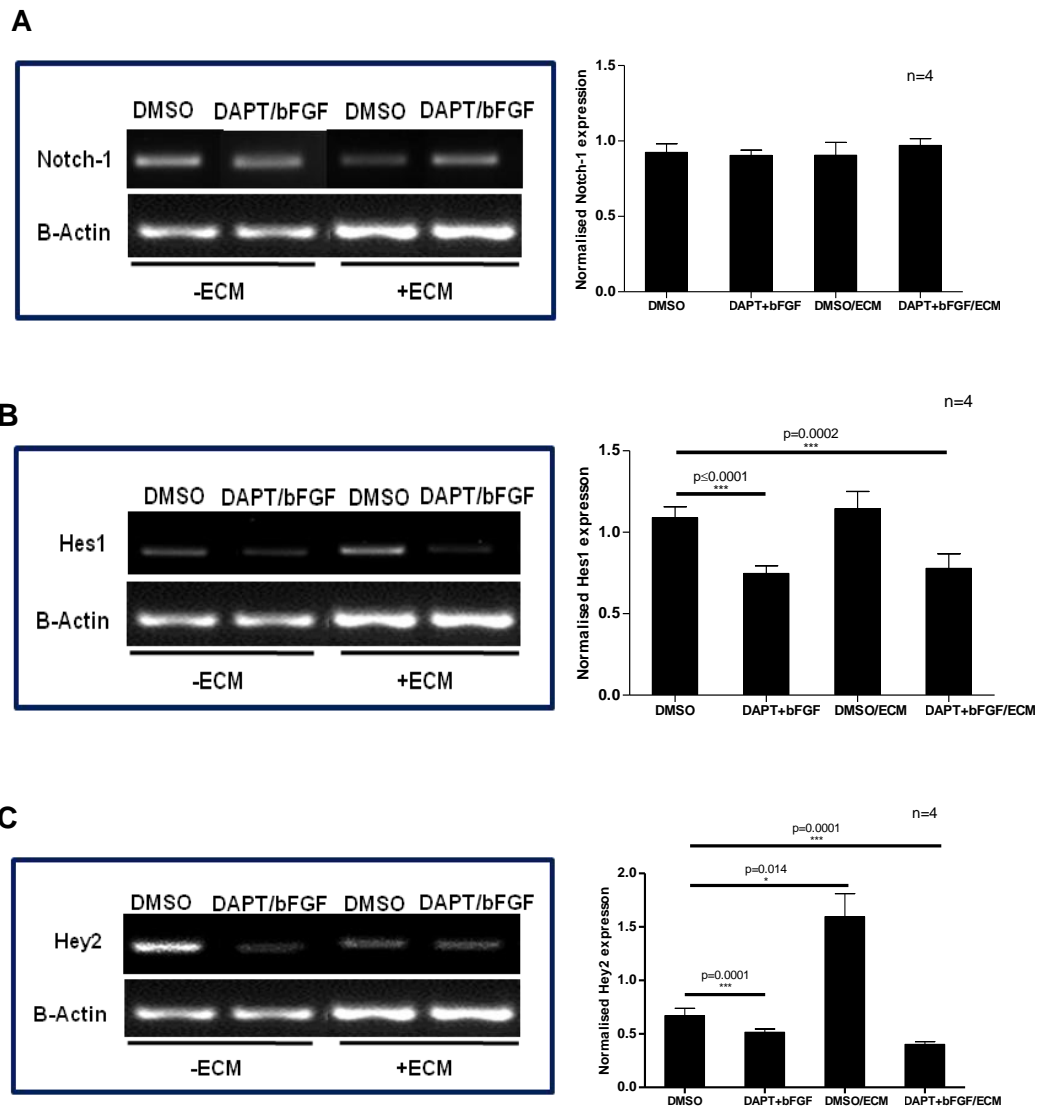 A
DMSO DAPT/bFGF DMSO DAPT/bFGF
Notch-1
B-Actin
-ECM +ECM
n=4
Normalised Notch-1 expression
1.5
1.0
0.5
0.0
DMSO DAPT+bFGF DMSO/ECM DAPT+bFGF/ECM
B
DMSO DAPT/bFGF DMSO DAPT/bFGF
Hes1
B-Actin
-ECM +ECM
n=4
p=0.0002
***
p≤0.0001
***
Normalised Hes1 expresson
1.5
1.0
0.5
0.0
DMSO DAPT+bFGF DMSO/ECM DAPT+bFGF/ECM
C
DMSO DAPT/bFGF DMSO DAPT/bFGF
Hey2
B-Actin
-ECM +ECM
n=4
p=0.0001
***
p=0.014
*
p=0.0001
***
Normalised Hey2 expresson
2.0
1.5
1.0
0.5
0.0
DMSO DAPT+bFGF DMSO/ECM DAPT+bFGF/ECM